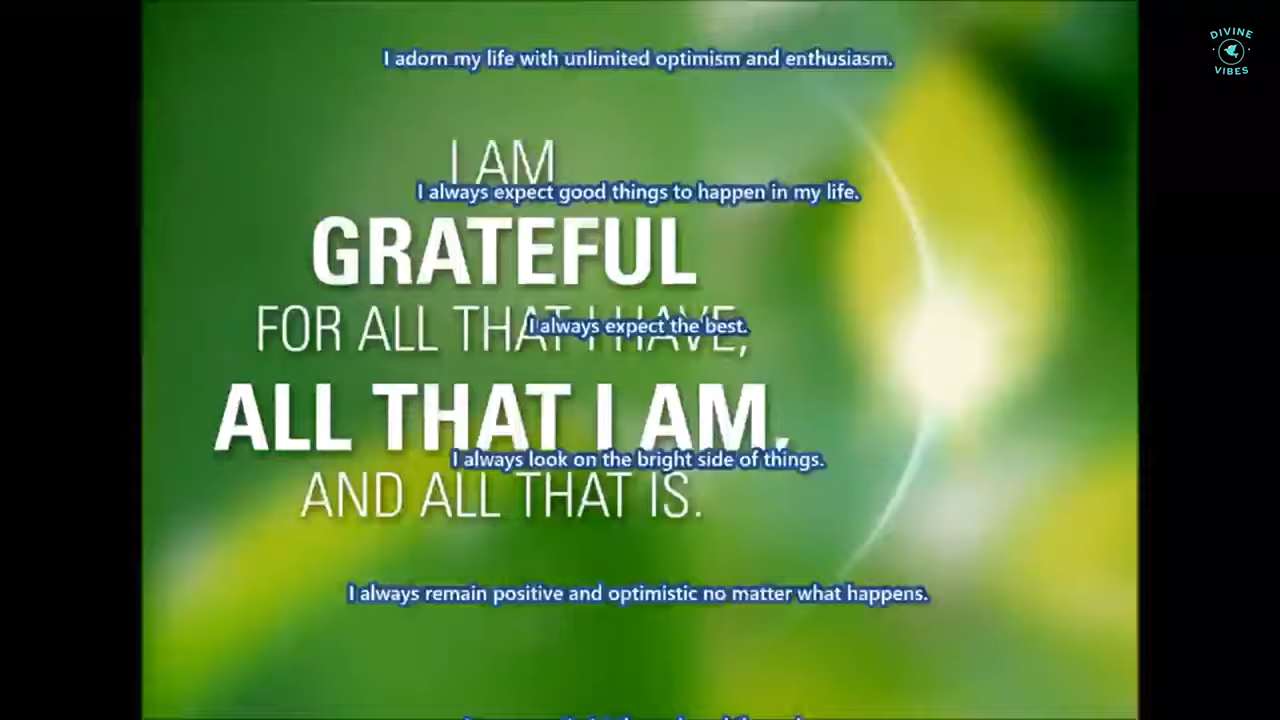 I adorn my life with unlimited optimism and enthusiasm.
DIVINE
VIBES
I AM
I always expect good things to happen in my life.
GRATEFUL
FOR ALL THAT I HAVE,
I always expect the best.
ALL THAT I AM.
I always look on the bright side of things.
AND ALL THAT IS.
I always remain positive and optimistic no matter what happens.